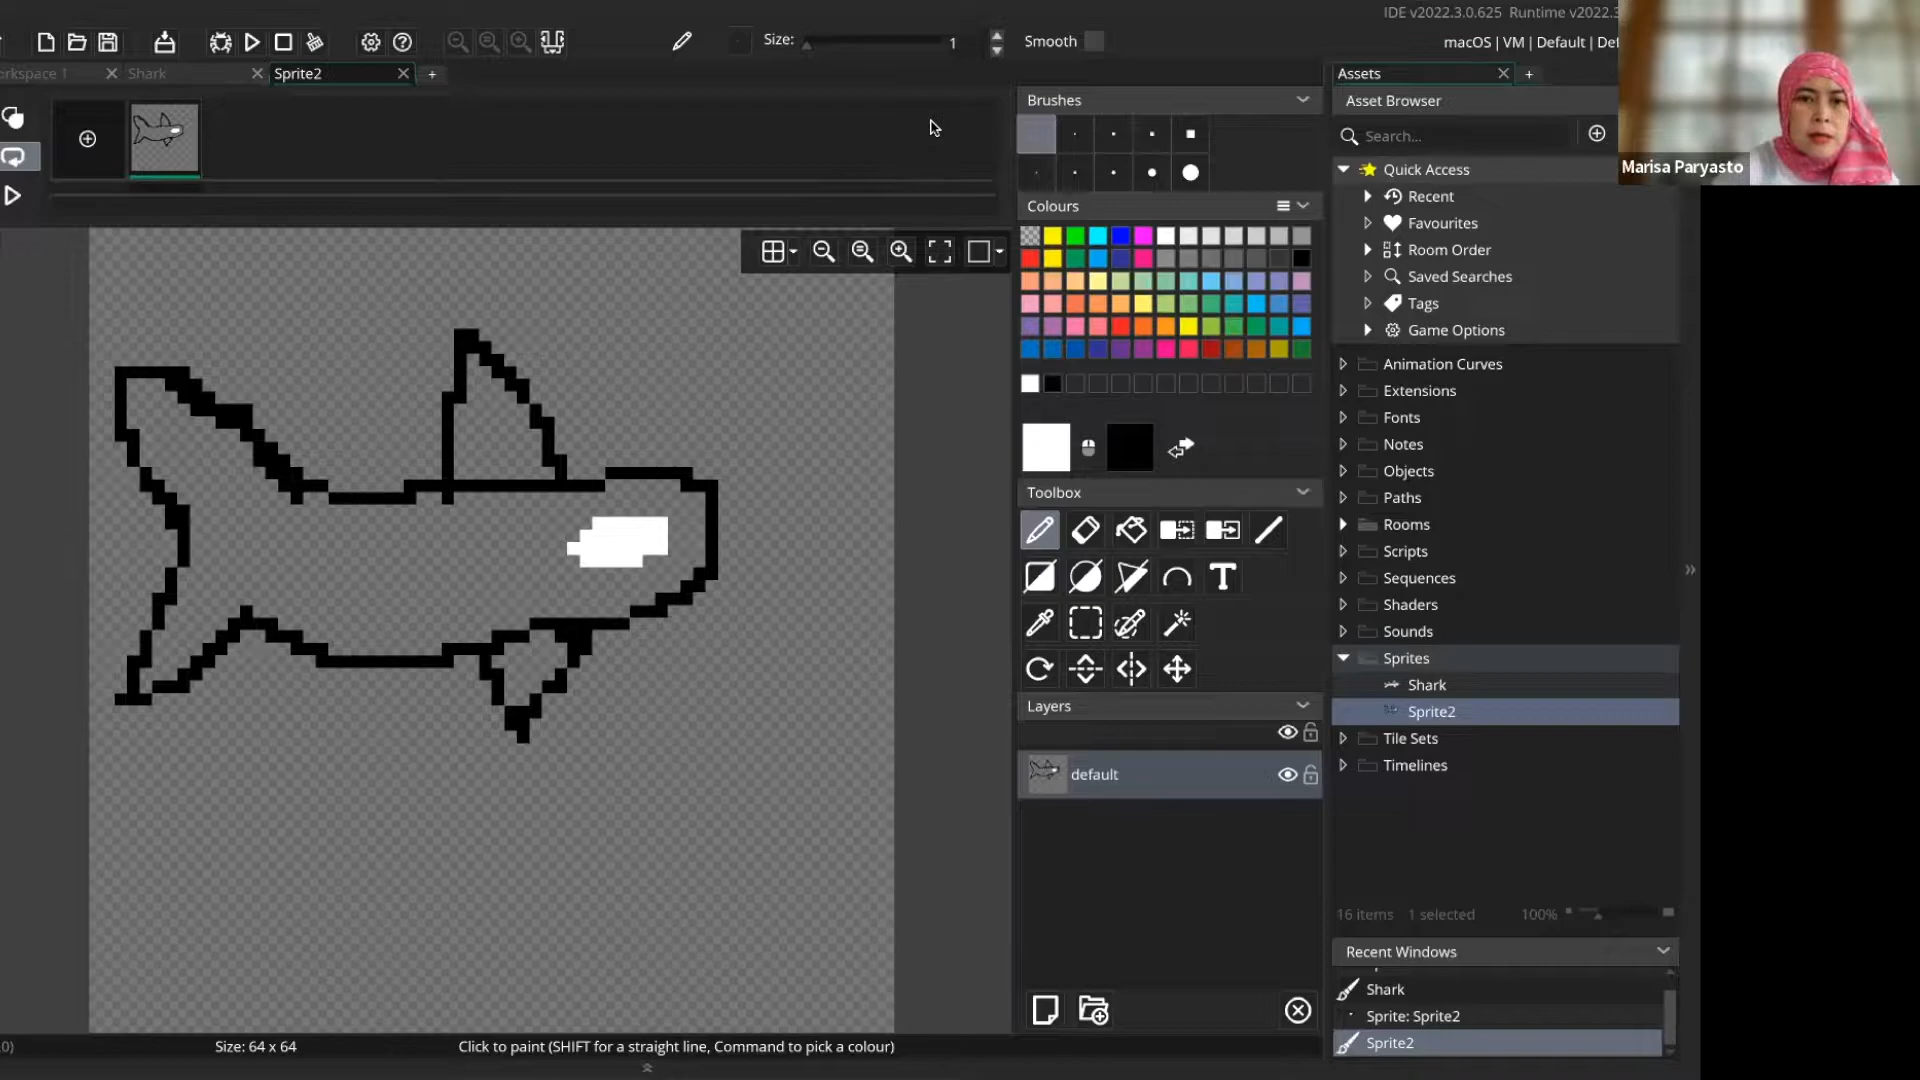 IDE v2022.3.0.625 Runtime v2022.3
Size: 1
Smooth
macOS | VM | Default | Def
orkspace 1
Shark
Sprite2
Assets
Brushes
Asset Browser
Search...
Marisa Paryasto
Quick Access
Recent
Colours
Favourites
Room Order
Saved Searches
Tags
Game Options
Animation Curves
Extensions
Fonts
Notes
Objects
Toolbox
Paths
Rooms
Scripts
Sequences
Shaders
Sounds
Sprites
Shark
Layers
Sprite2
Tile Sets
default
Timelines
16 items 1 selected 100%
Recent Windows
Shark
Sprite: Sprite2
Sprite2
0)
Size: 64 x 64
Click to paint (SHIFT for a straight line, Command to pick a colour)